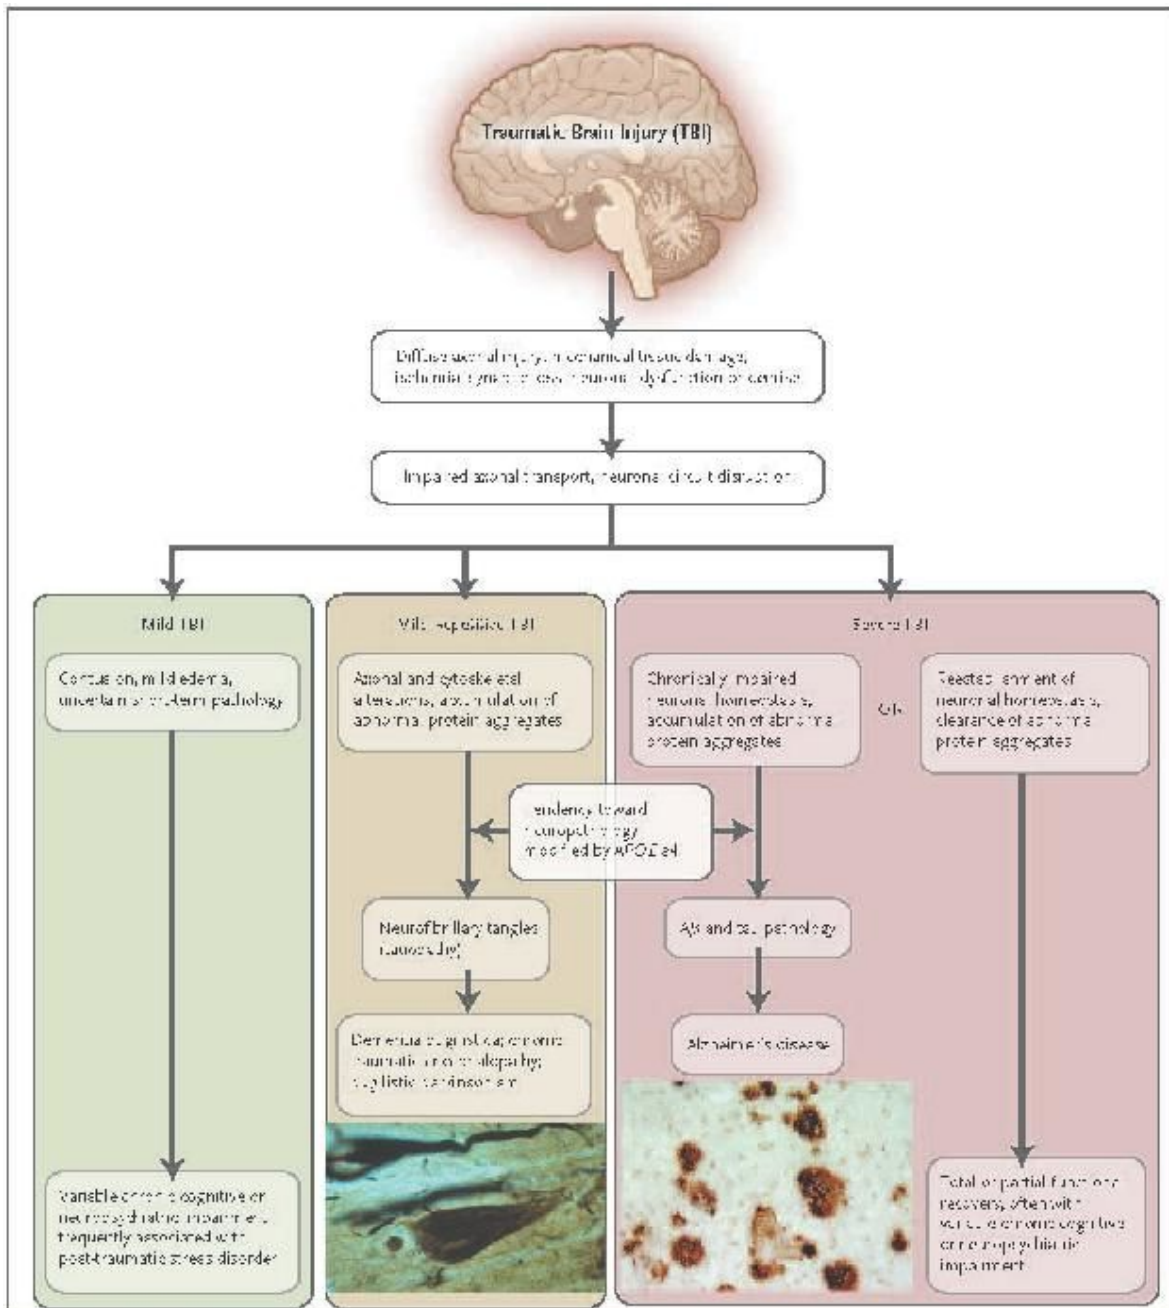 Traumatic Brain Injury (TBI)
Diffuse axonal injury, mechanical tissue damage,
ischemia, synaptic loss, neuronal dysfunction or demise
Impaired axonal transport, neuronal circuit disruption
Mild TBI
Contusion, mild edema,
uncertain short-term pathology
Variable chronic cognitive or
neuropsychiatric impairment,
frequently associated with
post-traumatic stress disorder
Mild repetitive TBI
Axonal and cytoskeletal
alterations, accumulation of
abnormal protein aggregates
Tendency toward
neuropathology
modified by APOE ε4
Neurofibrillary tangles
(tauopathy)
Dementia pugilistica; chronic
traumatic encephalopathy;
pugilistic parkinsonism
Severe TBI
Chronically impaired
neuronal homeostasis,
accumulation of abnormal
protein aggregates
Aβ and tau pathology
Alzheimer's disease
OR
Reestablishment of
neuronal homeostasis,
clearance of abnormal
protein aggregates
Total or partial functional
recovery, often with
chronic cognitive
or neuropsychiatric
impairment